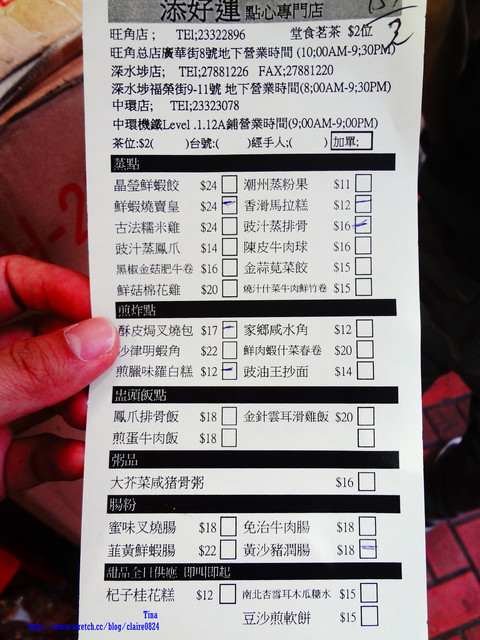 添好運 點心專門店
旺角店; TEL;23322896 堂食茗茶 $2位
旺角总店廣華街8號地下營業時間 (10:00AM-9;30PM)
深水埗店; TEL;27881226 FAX;27881220
深水埗福榮街9-11號 地下營業時間(8;00AM-9;30PM)
中環店; TEL;23323078
中環機鐵Level .1.12A鋪營業時間(9;00AM-9;00PM)
茶位:$2( )台號:( )經手人;( ) 加單;
蒸點
晶瑩鮮蝦餃 $24 潮州蒸粉果 $11
鮮蝦燒賣皇 $24 香滑馬拉糕 $12
古法糯米雞 $24 豉汁蒸排骨 $16
豉汁蒸鳳爪 $14 陳皮牛肉球 $16
黑椒金菇肥牛卷 $16 金蒜莧菜餃 $15
鮮菇棉花雞 $20 燒汁什菜牛肉鮮竹卷 $15
煎炸點
酥皮焗叉燒包 $17 家鄉咸水角 $12
沙律明蝦角 $22 鮮肉蝦什菜春卷 $20
煎臘味羅白糕 $12 豉油王抄面 $14
盅頭飯點
鳳爪排骨飯 $18 金針雲耳滑雞飯 $20
煎蛋牛肉飯 $18
粥品
大芥菜咸猪骨粥 $16
腸粉
蜜味叉燒腸 $18 免治牛肉腸 $18
韮黃鮮蝦腸 $22 黃沙豬潤腸 $18
甜品全日供應 即叫即起
杞子桂花糕 $12 南北杏雪耳木瓜糖水 $15
豆沙煎軟餅 $15
Tina
http://www.wretch.cc/blog/claire0824